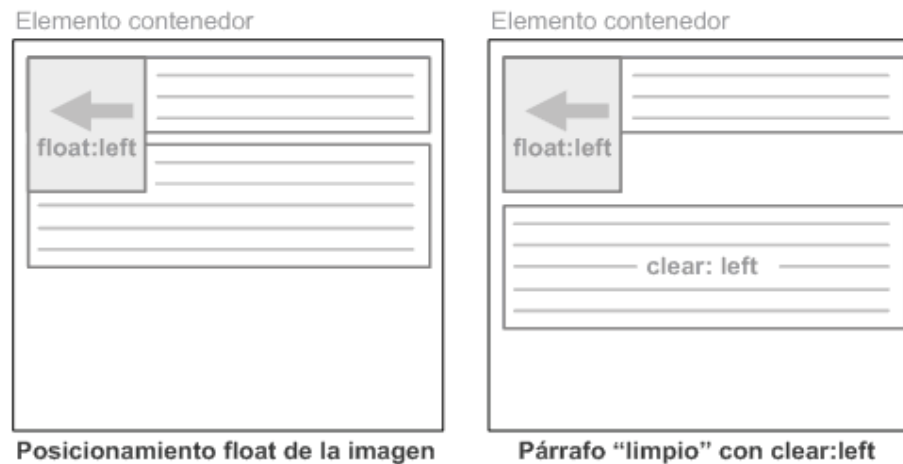 Elemento contenedor
float:left
Posicionamiento float de la imagen
Elemento contenedor
float:left
clear: left
Párrafo “limpio” con clear:left